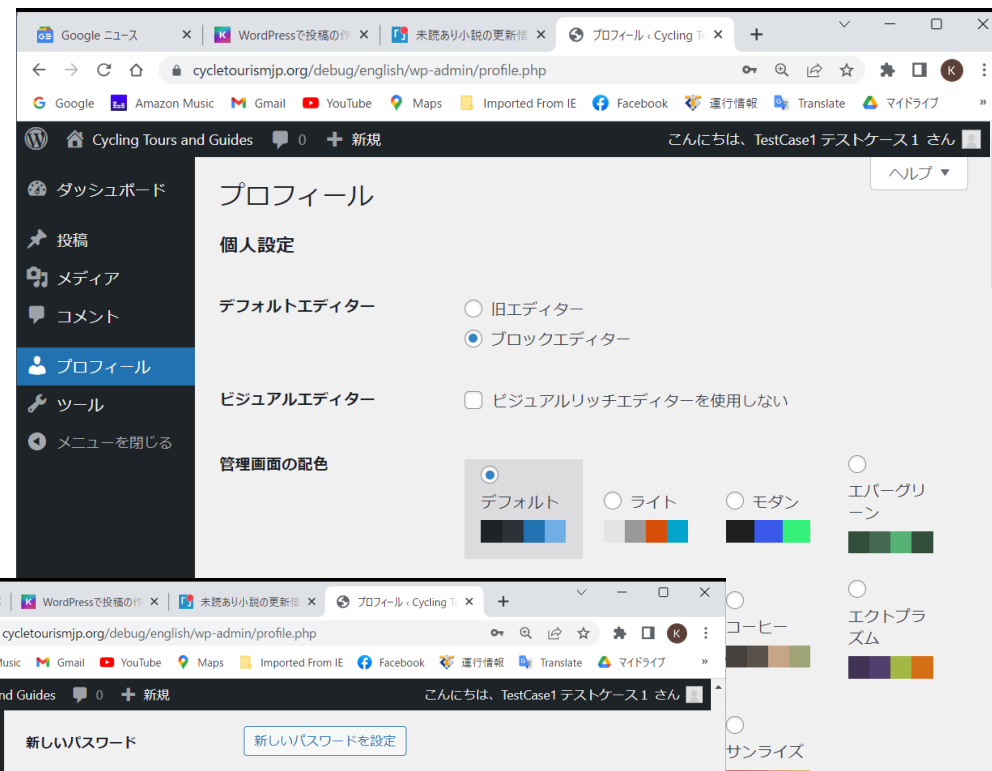 Google ニュース
WordPressで投稿の作
未読あり小説の更新情
プロフィール ‹ Cycling To
cycletourismjp.org/debug/english/wp-admin/profile.php
K
Google
Amazon Music
Gmail
YouTube
Maps
Imported From IE
Facebook
運行情報
Translate
マイドライブ
»
Cycling Tours and Guides
0
新規
こんにちは、TestCase1 テストケース１ さん
ヘルプ ▼
ダッシュボード
投稿
メディア
コメント
プロフィール
ツール
メニューを閉じる
プロフィール
個人設定
デフォルトエディター
旧エディター
ブロックエディター
ビジュアルエディター
ビジュアルリッチエディターを使用しない
管理画面の配色
デフォルト
ライト
モダン
エバーグリ
ーン
コーヒー
エクトプラ
ズム
サンライズ
WordPressで投稿の作
未読あり小説の更新情
プロフィール ‹ Cycling To
cycletourismjp.org/debug/english/wp-admin/profile.php
K
Music
Gmail
YouTube
Maps
Imported From IE
Facebook
運行情報
Translate
マイドライブ
»
nd Guides
0
新規
こんにちは、TestCase1 テストケース１ さん
新しいパスワード
新しいパスワードを設定